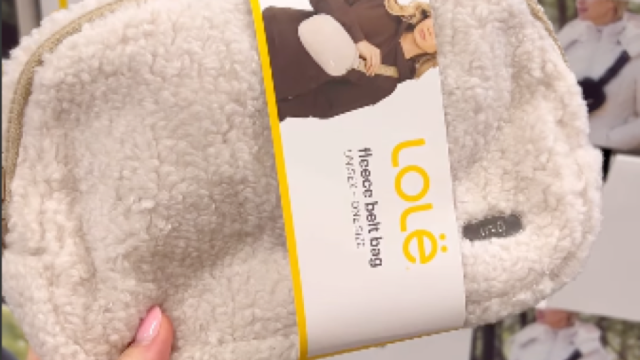 LOLË
fleece belt bag
UNISEX - ONE SIZE